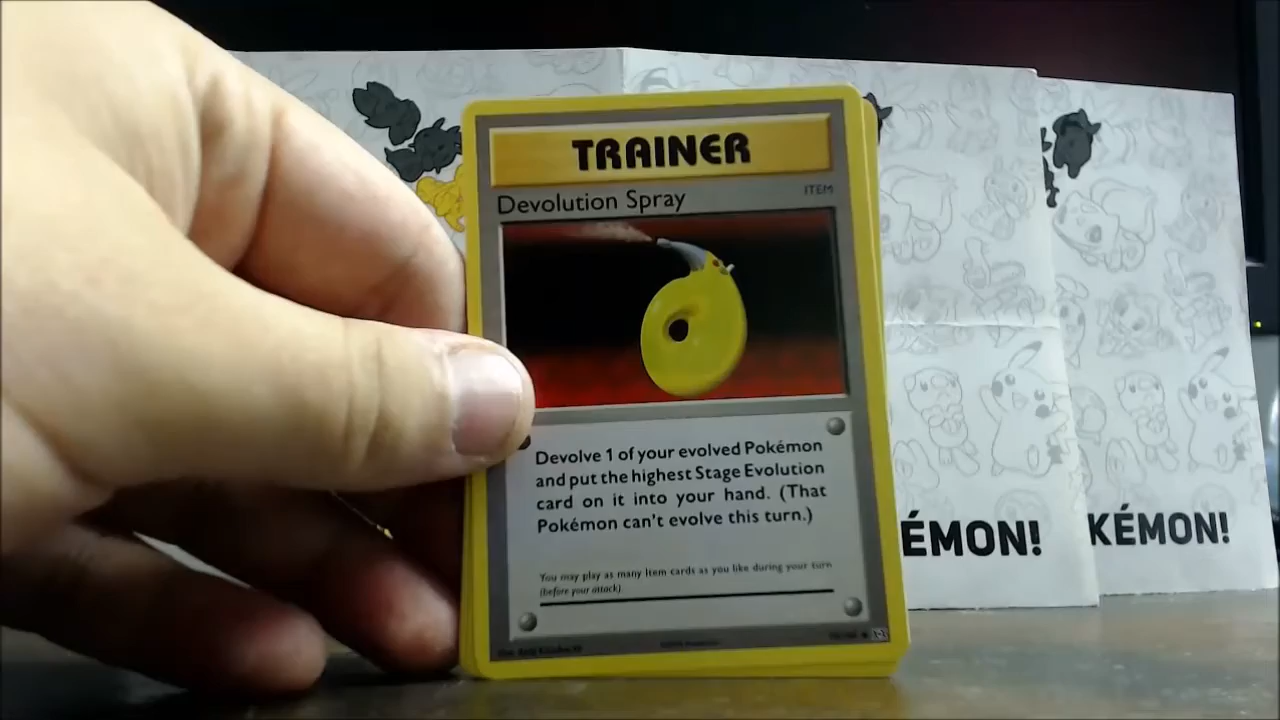 TRAINER
Devolution Spray
ITEM
Devolve 1 of your evolved Pokémon
and put the highest Stage Evolution
card on it into your hand. (That
Pokémon can't evolve this turn.)
You may play as many Item cards as you like during your turn
(before your attack).
ÉMON!
KÉMON!